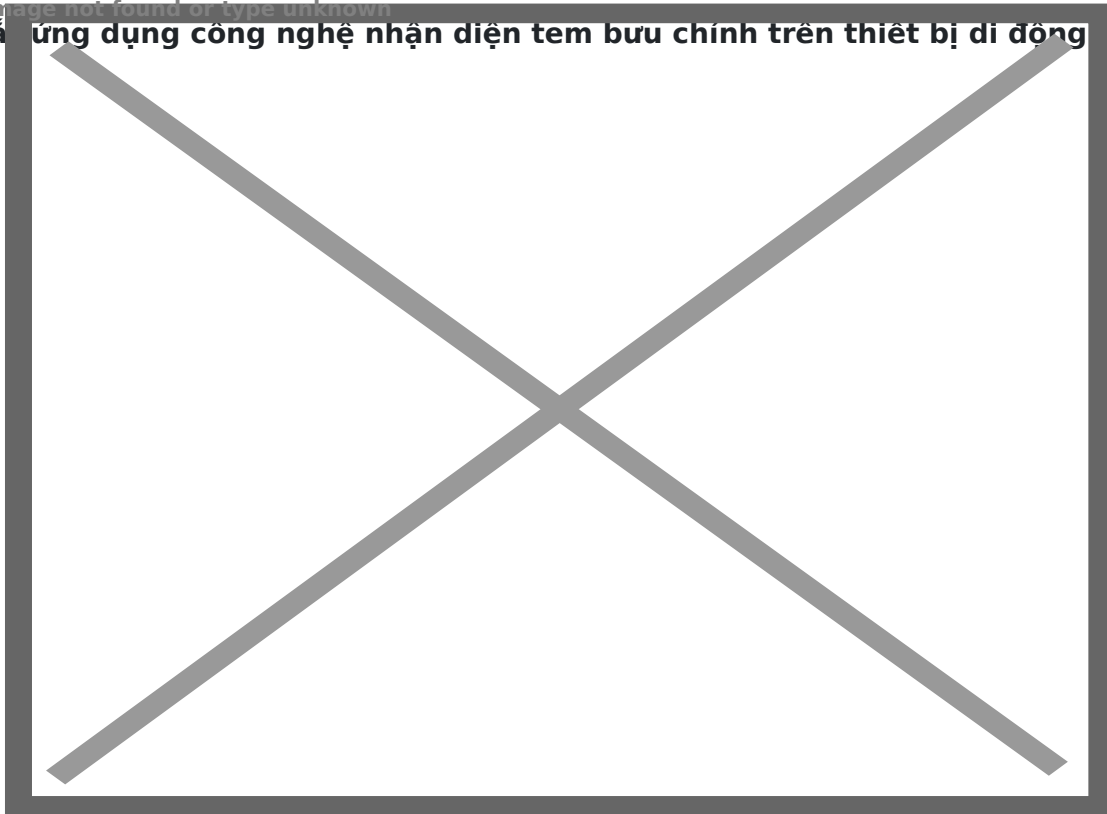 not found or type unknown
ứng dụng công nghệ nhận diện tem bưu chính trên thiết bị di động